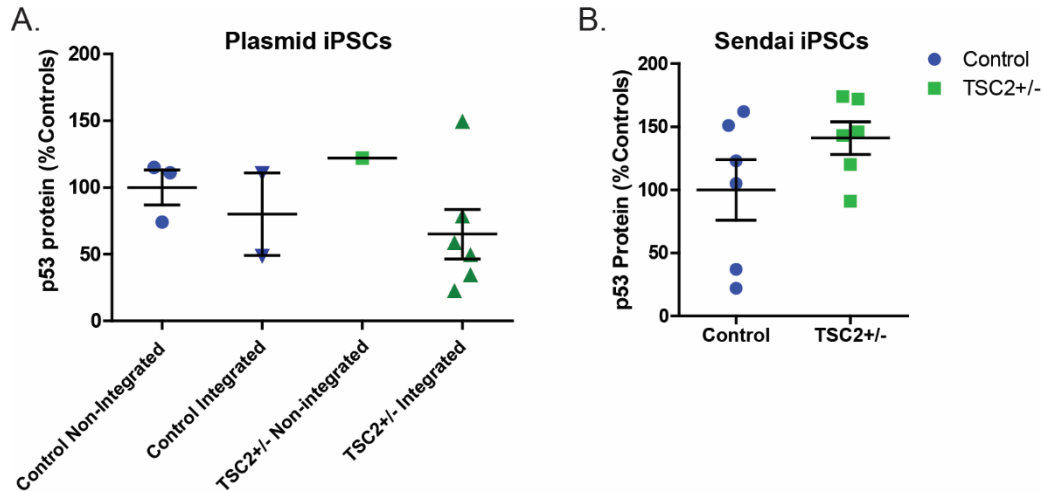 A.
Plasmid iPSCs
p53 protein (%Controls)
200
150
100
50
0
Control Non-Integrated
Control Integrated
TSC2+/- Non-integrated
TSC2+/- Integrated
B.
Sendai iPSCs
p53 Protein (%Controls)
200
150
100
50
0
Control
TSC2+/-
Control
TSC2+/-